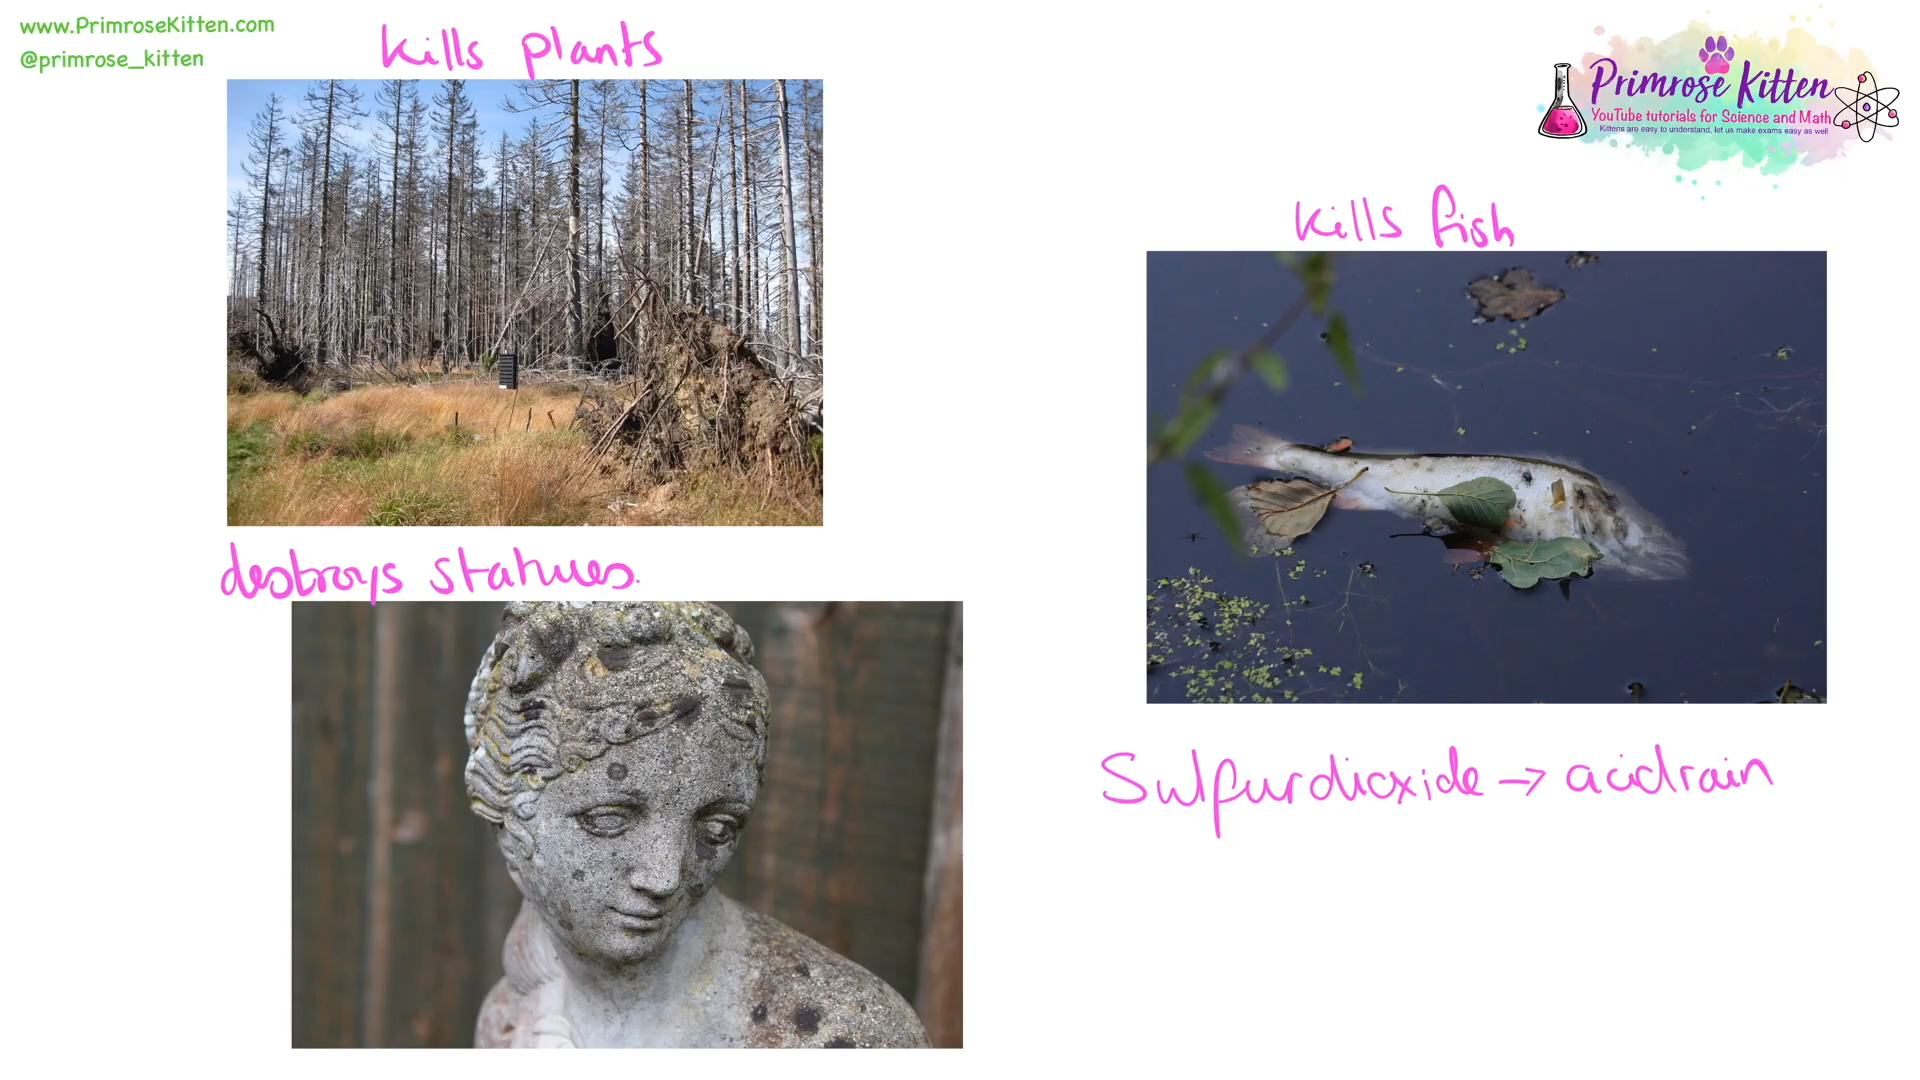 www.PrimroseKitten.com
@primrose_kitten
kills plants
Primrose Kitten
YouTube tutorials for Science and Math
Kittens are easy to understand, let us make exams easy as well
kills fish
destroys statues.
Sulfurdioxide → acidrain